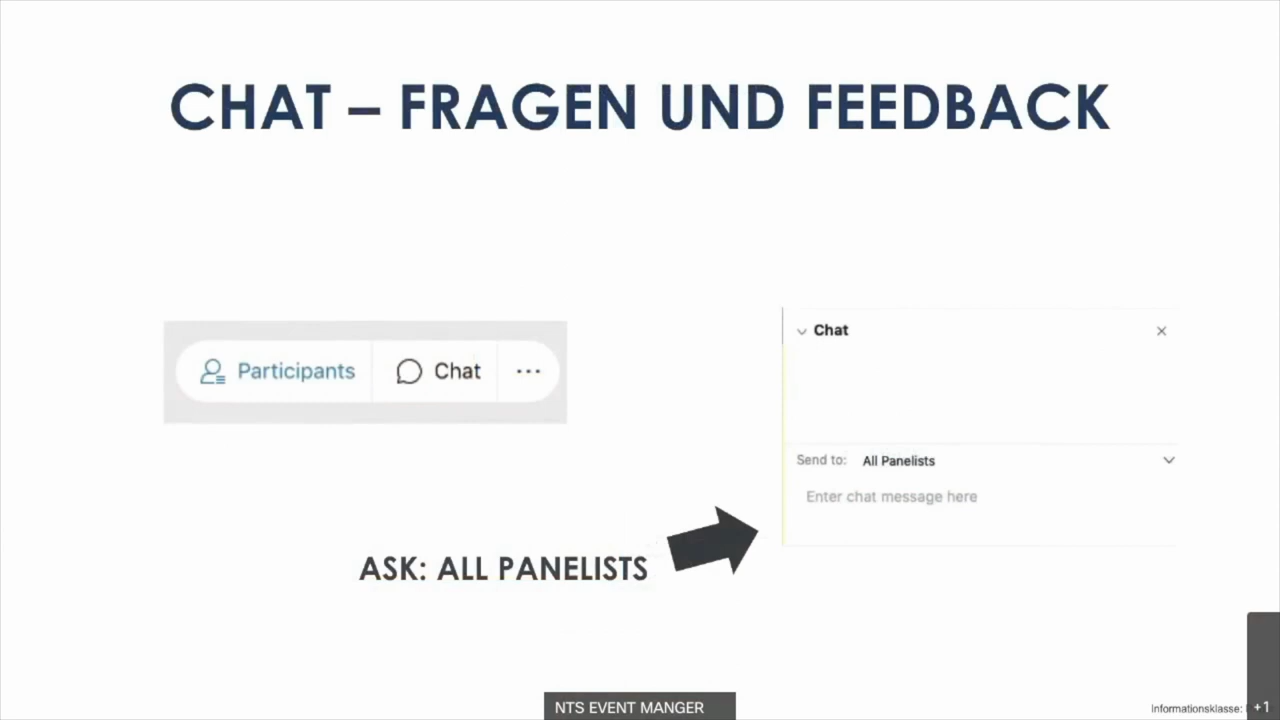 CHAT – FRAGEN UND FEEDBACK
Participants
Chat
Chat
Send to: All Panelists
Enter chat message here
ASK: ALL PANELISTS
NTS EVENT MANGER
Informationsklasse:
+1